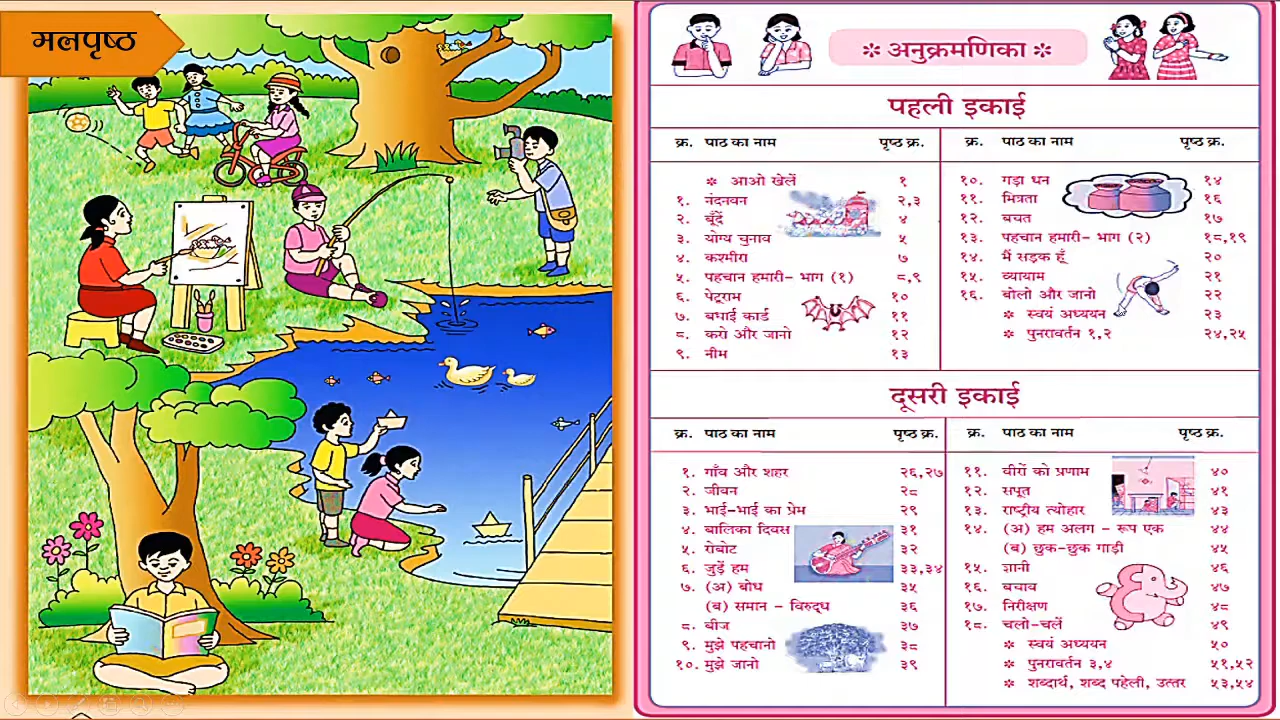 मलपृष्ठ
* अनुक्रमणिका *
पहली इकाई
क्र. पाठ का नाम पृष्ठ क्र.
* आओ खेलें १
१. नंदनवन २,३
२. बूँदें ४
३. योग्य चुनाव ५
४. कश्मीरा ७
५. पहचान हमारी- भाग (१) ८,९
६. पेटूराम १०
७. बधाई कार्ड ११
८. करो और जानो १२
९. नीम १३
क्र. पाठ का नाम पृष्ठ क्र.
१०. गड़ा धन १४
११. मित्रता १६
१२. बचत १७
१३. पहचान हमारी- भाग (२) १८,१९
१४. मैं सड़क हूँ २०
१५. व्यायाम २१
१६. बोलो और जानो २२
* स्वयं अध्ययन २३
* पुनरावर्तन १,२ २४,२५
दूसरी इकाई
क्र. पाठ का नाम पृष्ठ क्र.
१. गाँव और शहर २६,२७
२. जीवन २८
३. भाई-भाई का प्रेम २९
४. बालिका दिवस ३१
५. रोबोट ३२
६. जुड़ें हम ३३,३४
७. (अ) बोध ३५
(ब) समान - विरुद्ध ३६
८. बीज ३७
९. मुझे पहचानो ३८
१०. मुझे जानो ३९
क्र. पाठ का नाम पृष्ठ क्र.
११. वीरों को प्रणाम ४०
१२. सपूत ४१
१३. राष्ट्रीय त्योहार ४३
१४. (अ) हम अलग - रूप एक ४४
(ब) छुक-छुक गाड़ी ४५
१५. ज्ञानी ४६
१६. बचाव ४७
१७. निरीक्षण ४८
१८. चलो-चलें ४९
* स्वयं अध्ययन ५०
* पुनरावर्तन ३,४ ५१,५२
* शब्दार्थ, शब्द पहेली, उत्तर ५३,५४